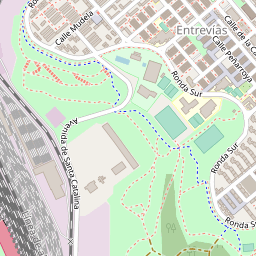 Calle Mudela
Entrevías
Calle de la C
Calle Peñarroya
Ronda Sur
Avenida de Santa Catalina
Ronda Sur
Ronda Sur